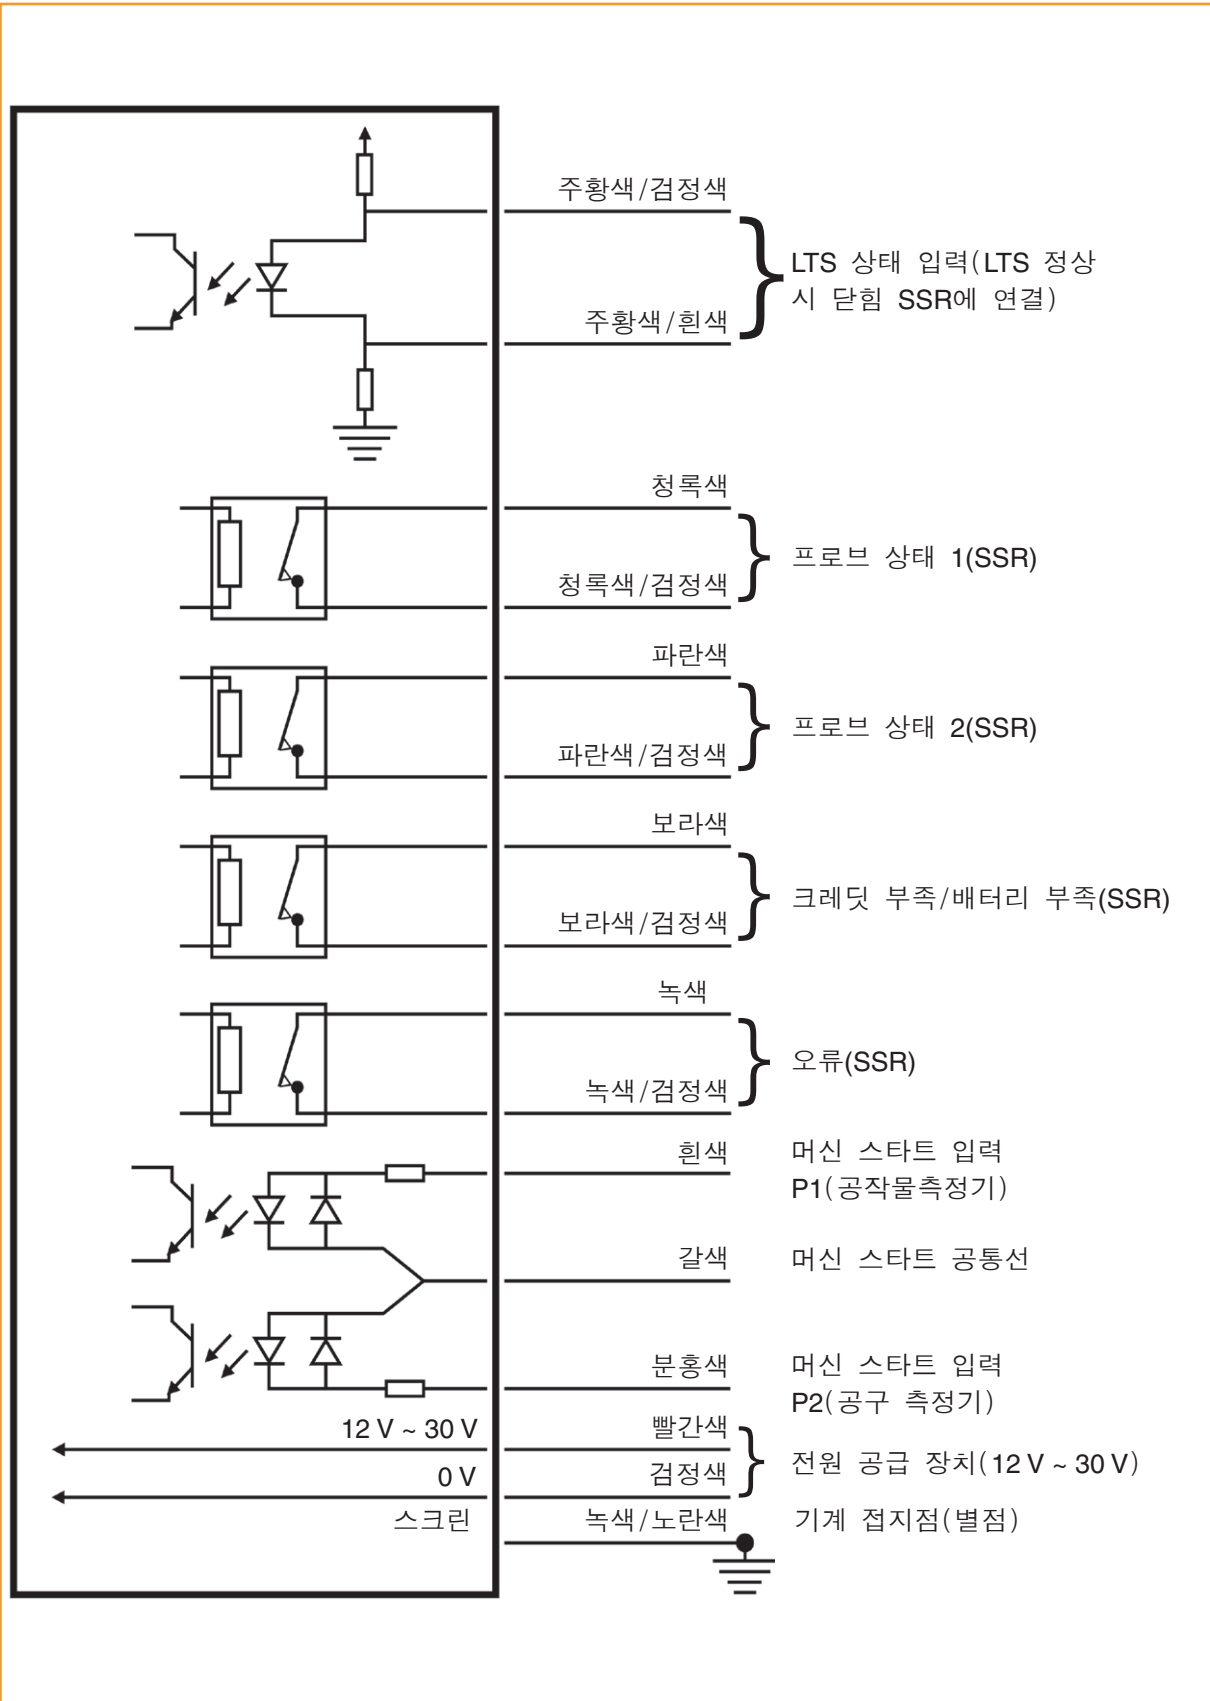 주황색/검정색
LTS 상태 입력(LTS 정상
시 닫힘 SSR에 연결)
주황색/흰색
청록색
프로브 상태 1(SSR)
청록색/검정색
파란색
프로브 상태 2(SSR)
파란색/검정색
보라색
크레딧 부족/배터리 부족(SSR)
보라색/검정색
녹색
오류(SSR)
녹색/검정색
흰색
머신 스타트 입력
P1(공작물측정기)
갈색
머신 스타트 공통선
분홍색
머신 스타트 입력
P2(공구 측정기)
12 V ~ 30 V
빨간색
전원 공급 장치(12 V ~ 30 V)
0 V
검정색
스크린
녹색/노란색
기계 접지점(별점)